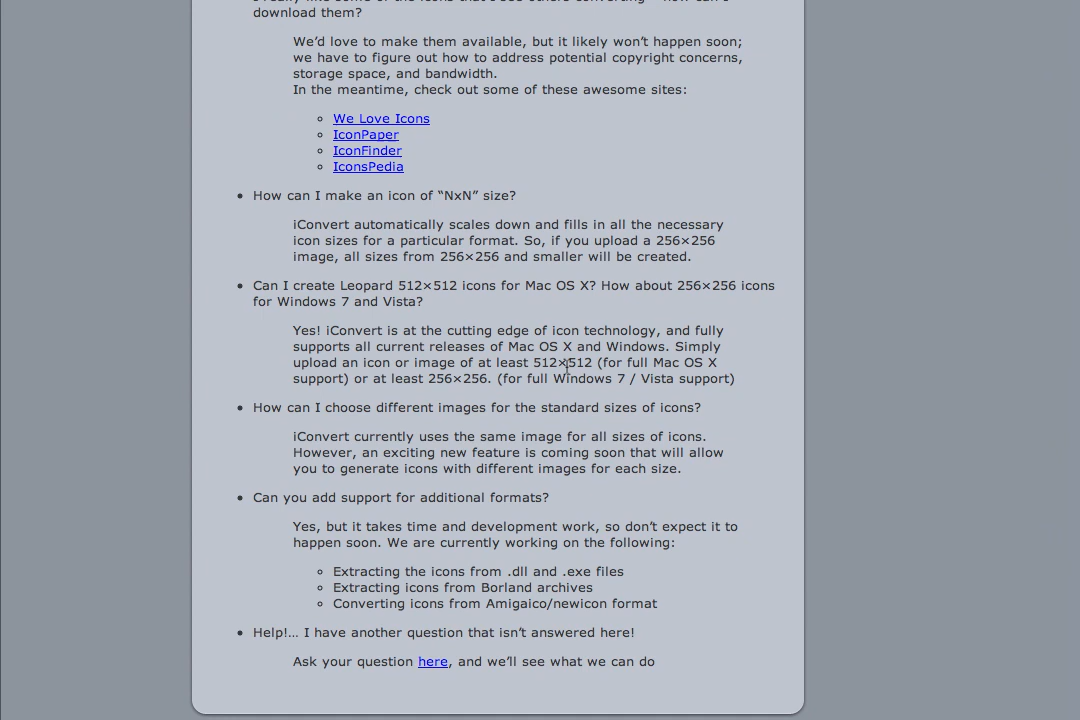 download them?
We’d love to make them available, but it likely won’t happen soon;
we have to figure out how to address potential copyright concerns,
storage space, and bandwidth.
In the meantime, check out some of these awesome sites:
We Love Icons
IconPaper
IconFinder
IconsPedia
How can I make an icon of “NxN” size?
iConvert automatically scales down and fills in all the necessary
icon sizes for a particular format. So, if you upload a 256×256
image, all sizes from 256×256 and smaller will be created.
Can I create Leopard 512×512 icons for Mac OS X? How about 256×256 icons
for Windows 7 and Vista?
Yes! iConvert is at the cutting edge of icon technology, and fully
supports all current releases of Mac OS X and Windows. Simply
upload an icon or image of at least 512×512 (for full Mac OS X
support) or at least 256×256. (for full Windows 7 / Vista support)
How can I choose different images for the standard sizes of icons?
iConvert currently uses the same image for all sizes of icons.
However, an exciting new feature is coming soon that will allow
you to generate icons with different images for each size.
Can you add support for additional formats?
Yes, but it takes time and development work, so don’t expect it to
happen soon. We are currently working on the following:
Extracting the icons from .dll and .exe files
Extracting icons from Borland archives
Converting icons from Amigaico/newicon format
Help!… I have another question that isn’t answered here!
Ask your question here, and we’ll see what we can do